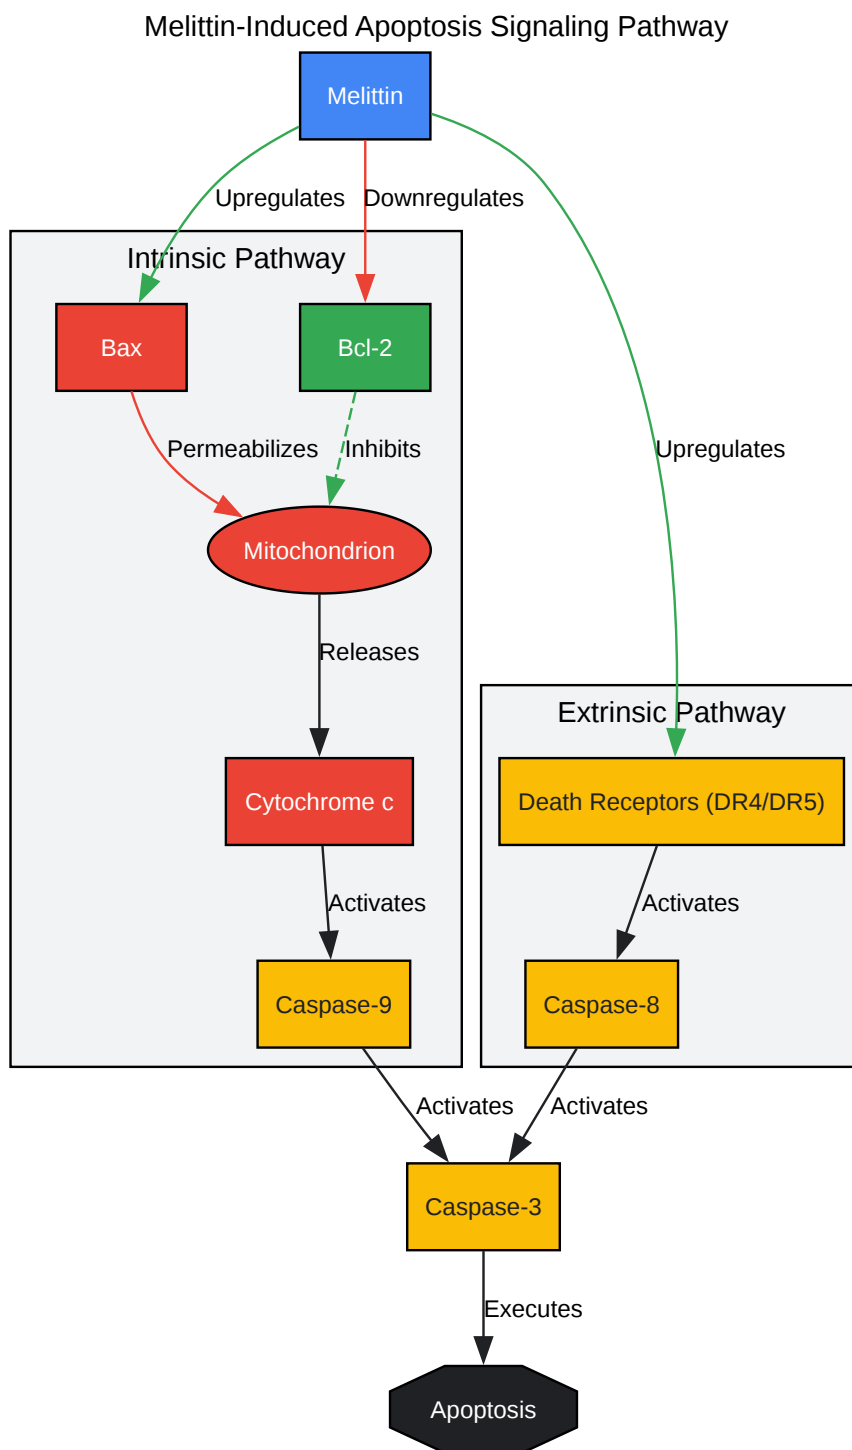 Melittin-Induced Apoptosis Signaling Pathway
Melittin
Upregulates
Downregulates
Intrinsic Pathway
Bax
Bcl-2
Permeabilizes
Inhibits
Upregulates
Mitochondrion
Releases
Extrinsic Pathway
Cytochrome c
Death Receptors (DR4/DR5)
Activates
Activates
Caspase-9
Caspase-8
Activates
Activates
Caspase-3
Executes
Apoptosis